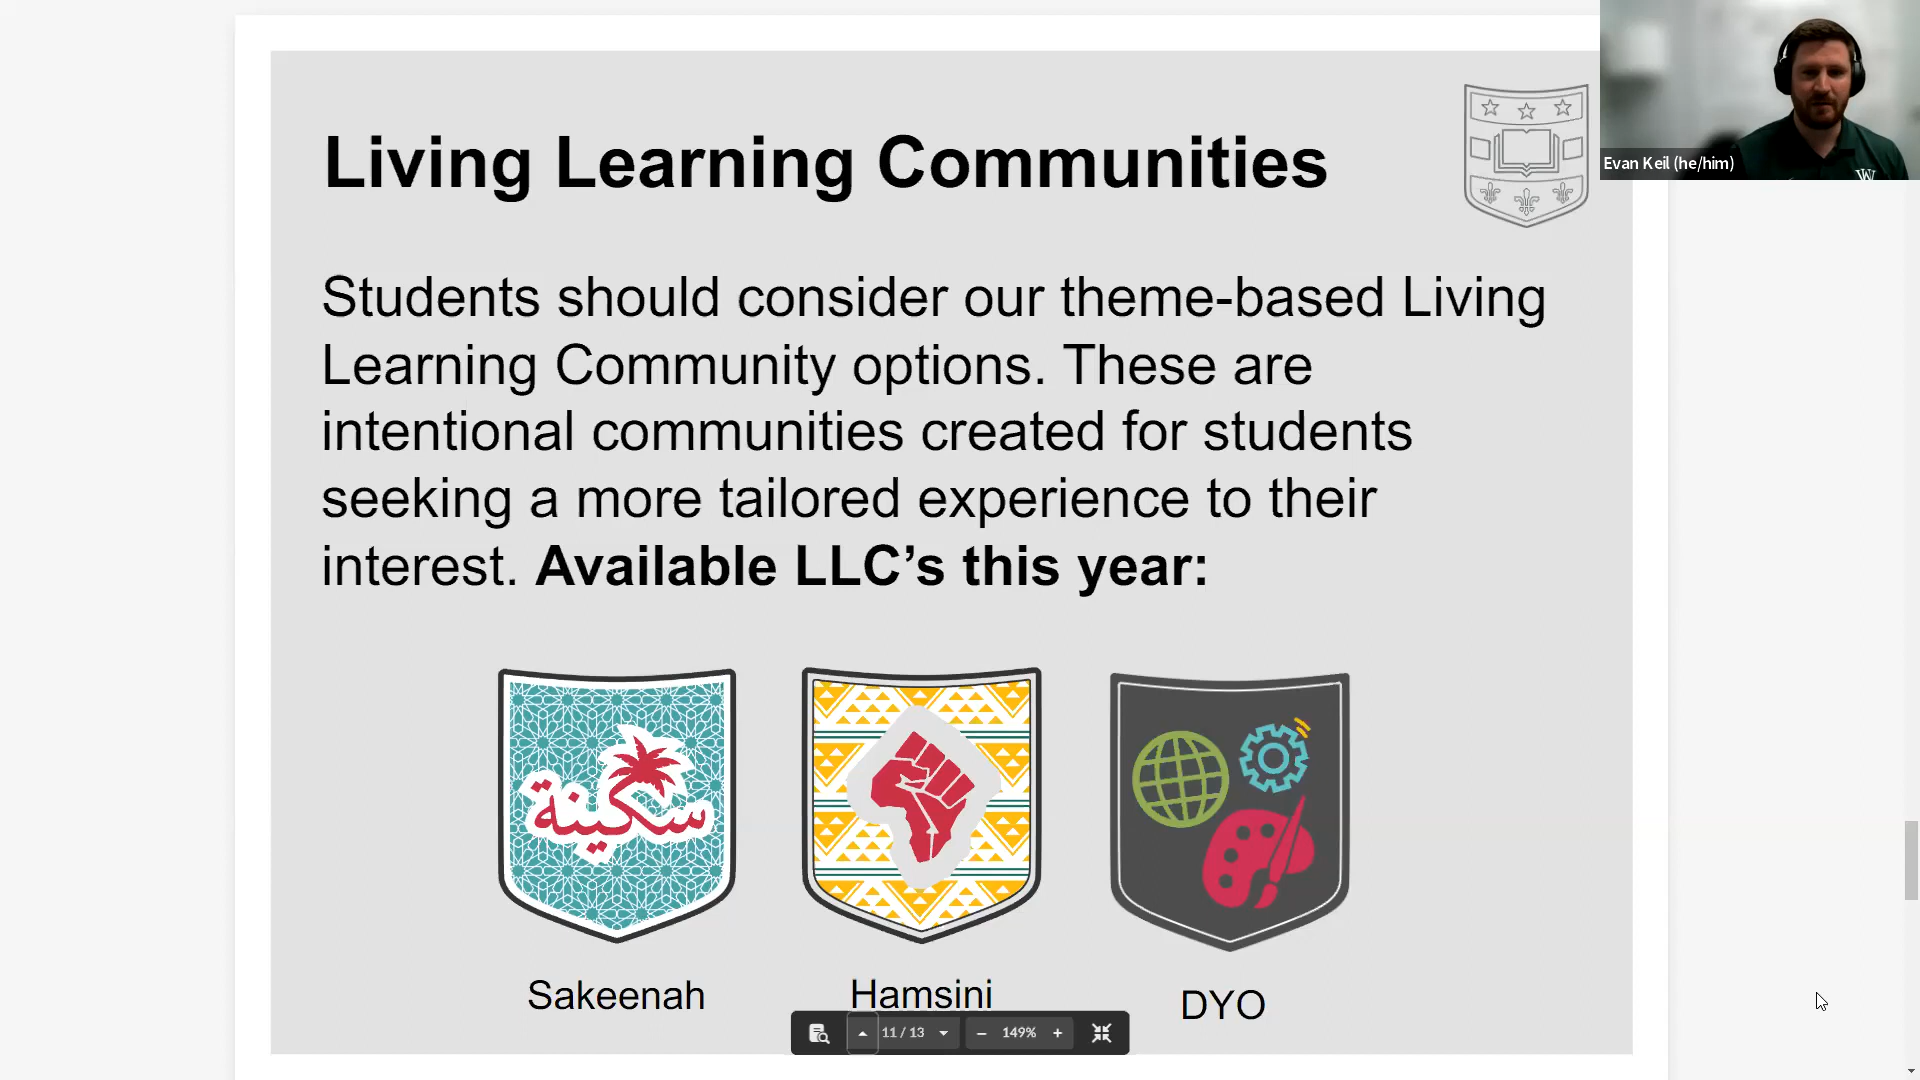 Living Learning Communities
Evan Keil (he/him)
W
Students should consider our theme-based Living
Learning Community options. These are
intentional communities created for students
seeking a more tailored experience to their
interest. Available LLC’s this year:
سكينة
Sakeenah
Hamsini
DYO
11 / 13
149%